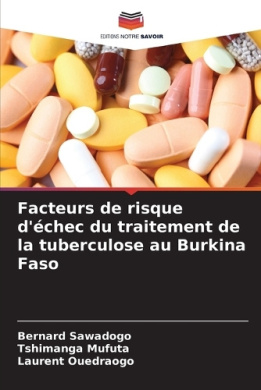 EDITIONS NOTRE SAVOIR
Facteurs de risque
d'échec du traitement de
la tuberculose au Burkina
Faso
Bernard Sawadogo
Tshimanga Mufuta
Laurent Ouedraogo